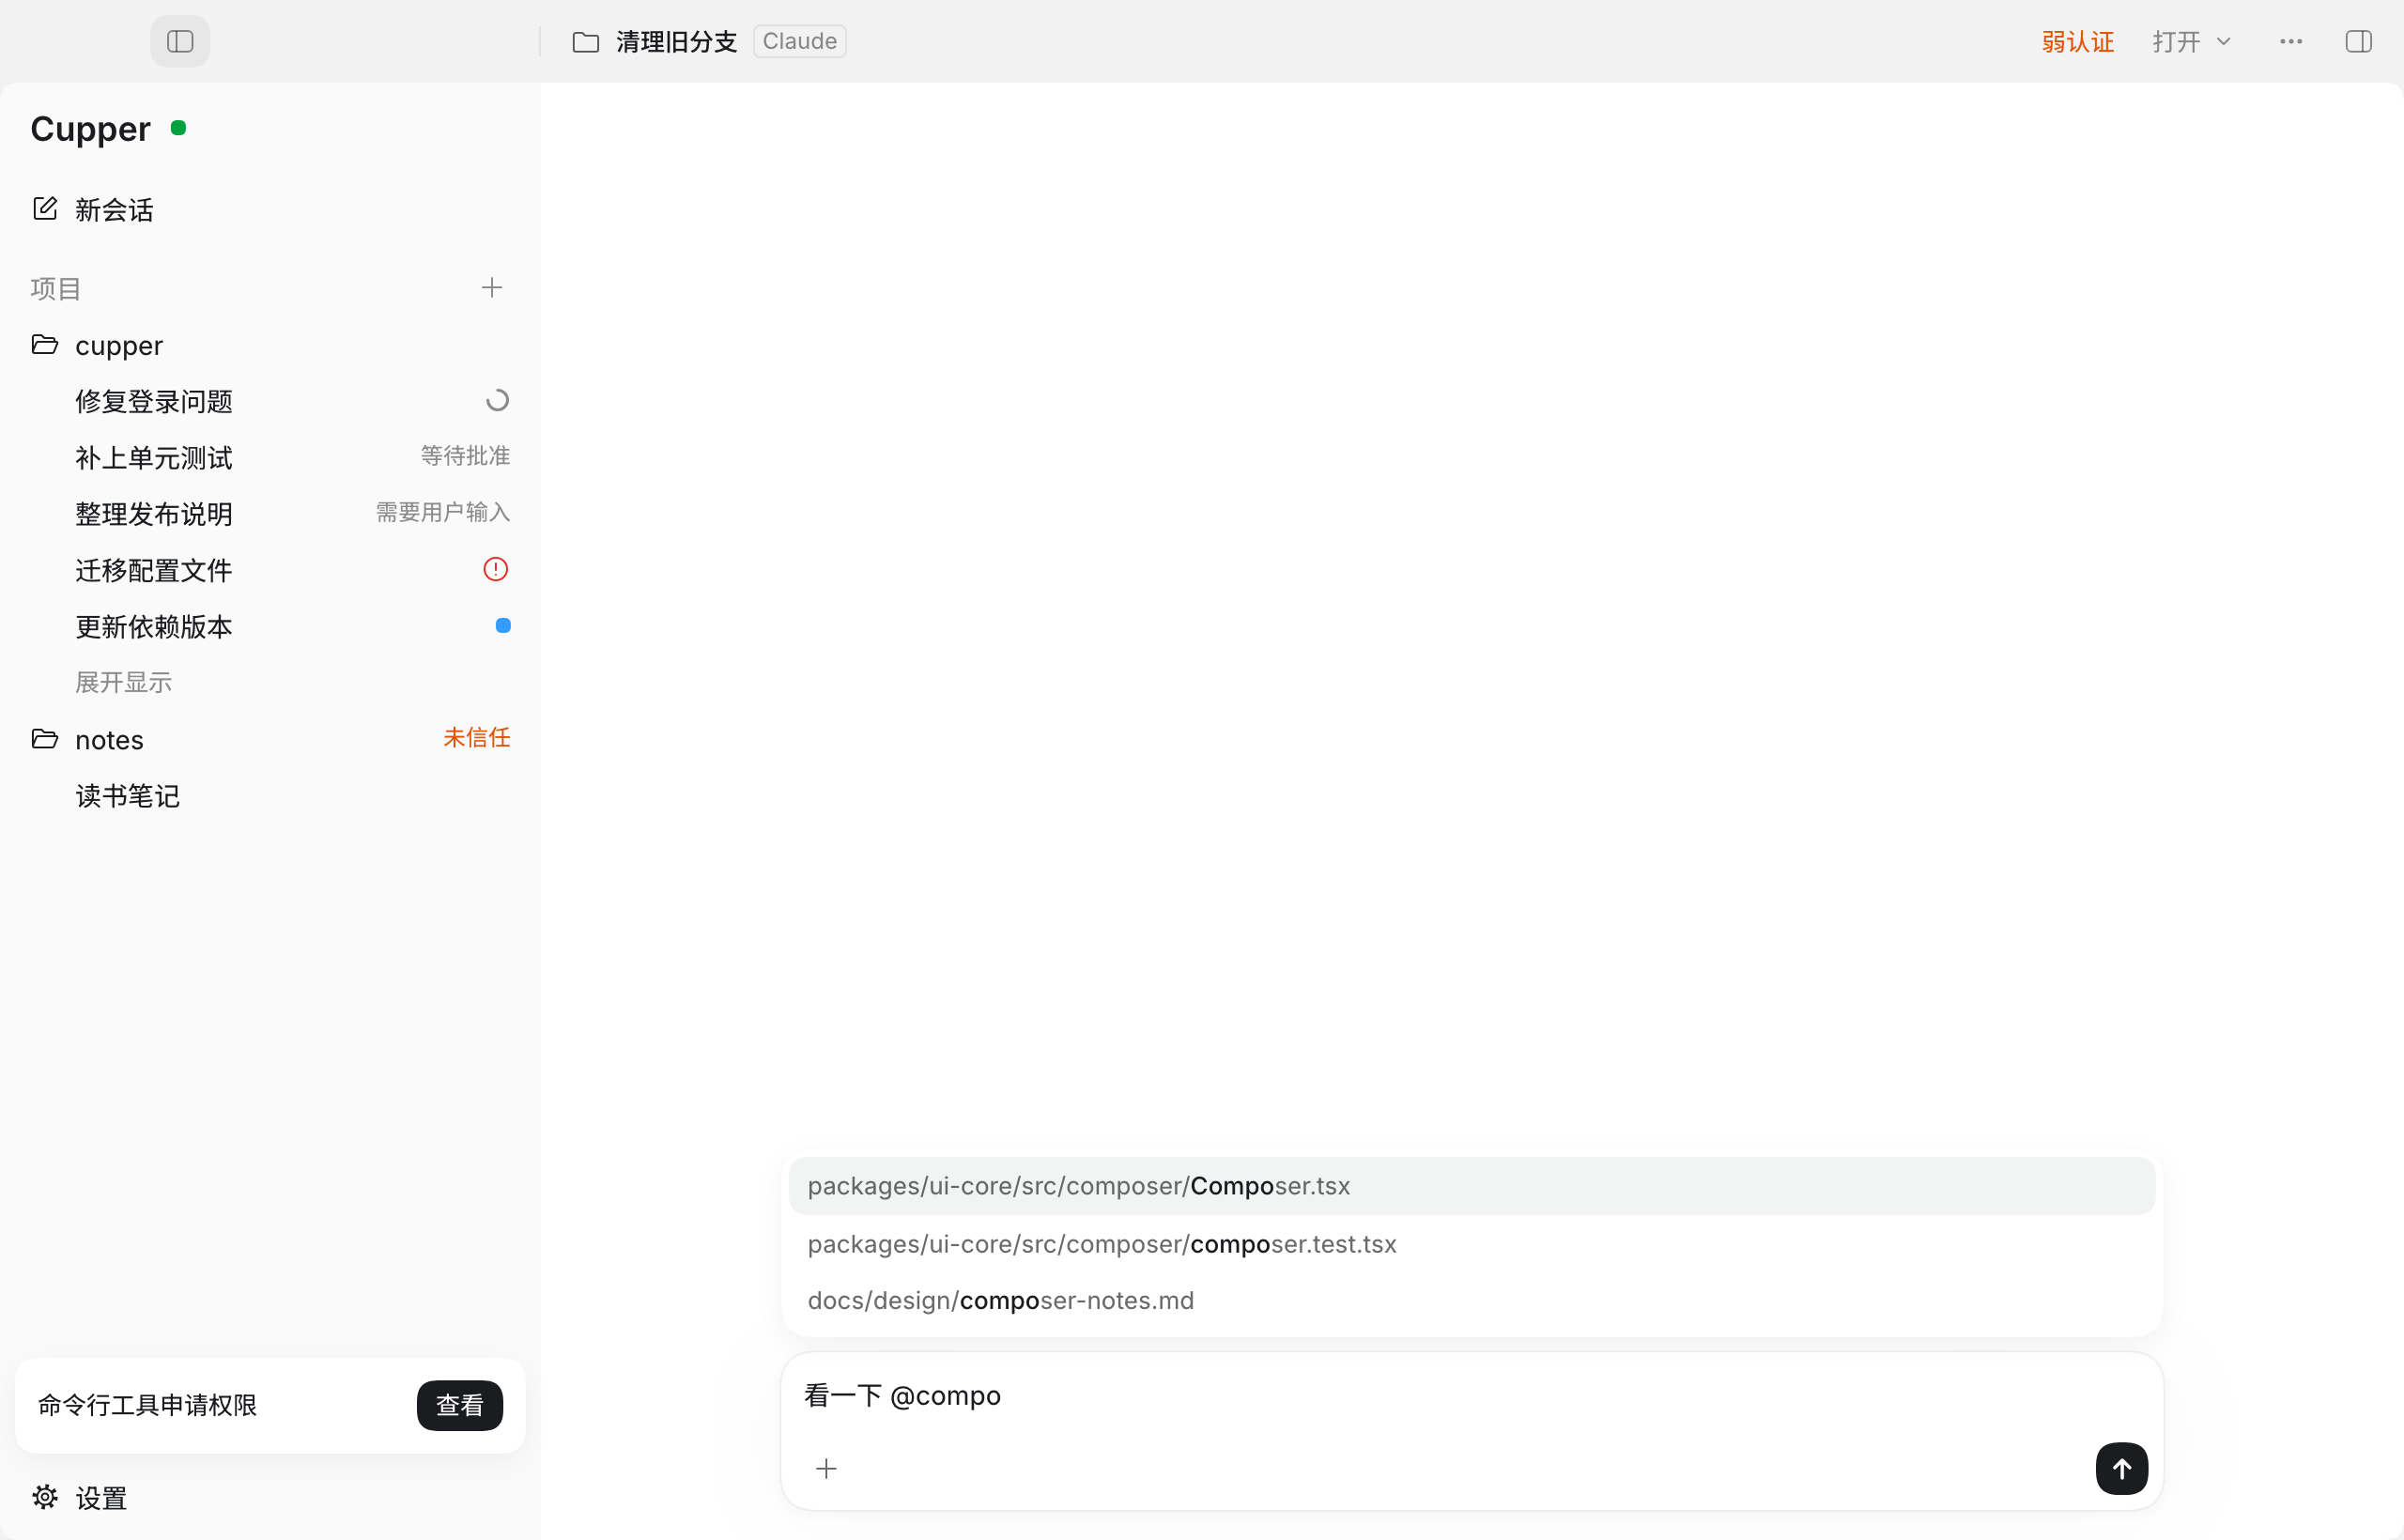 清理旧分支 Claude 弱认证 打开
Cupper
新会话
项目
cupper
修复登录问题
补上单元测试 等待批准
整理发布说明 需要用户输入
迁移配置文件
更新依赖版本
展开显示
notes 未信任
读书笔记
packages/ui-core/src/composer/Composer.tsx
packages/ui-core/src/composer/composer.test.tsx
docs/design/composer-notes.md
看一下 @compo
命令行工具申请权限 查看
设置